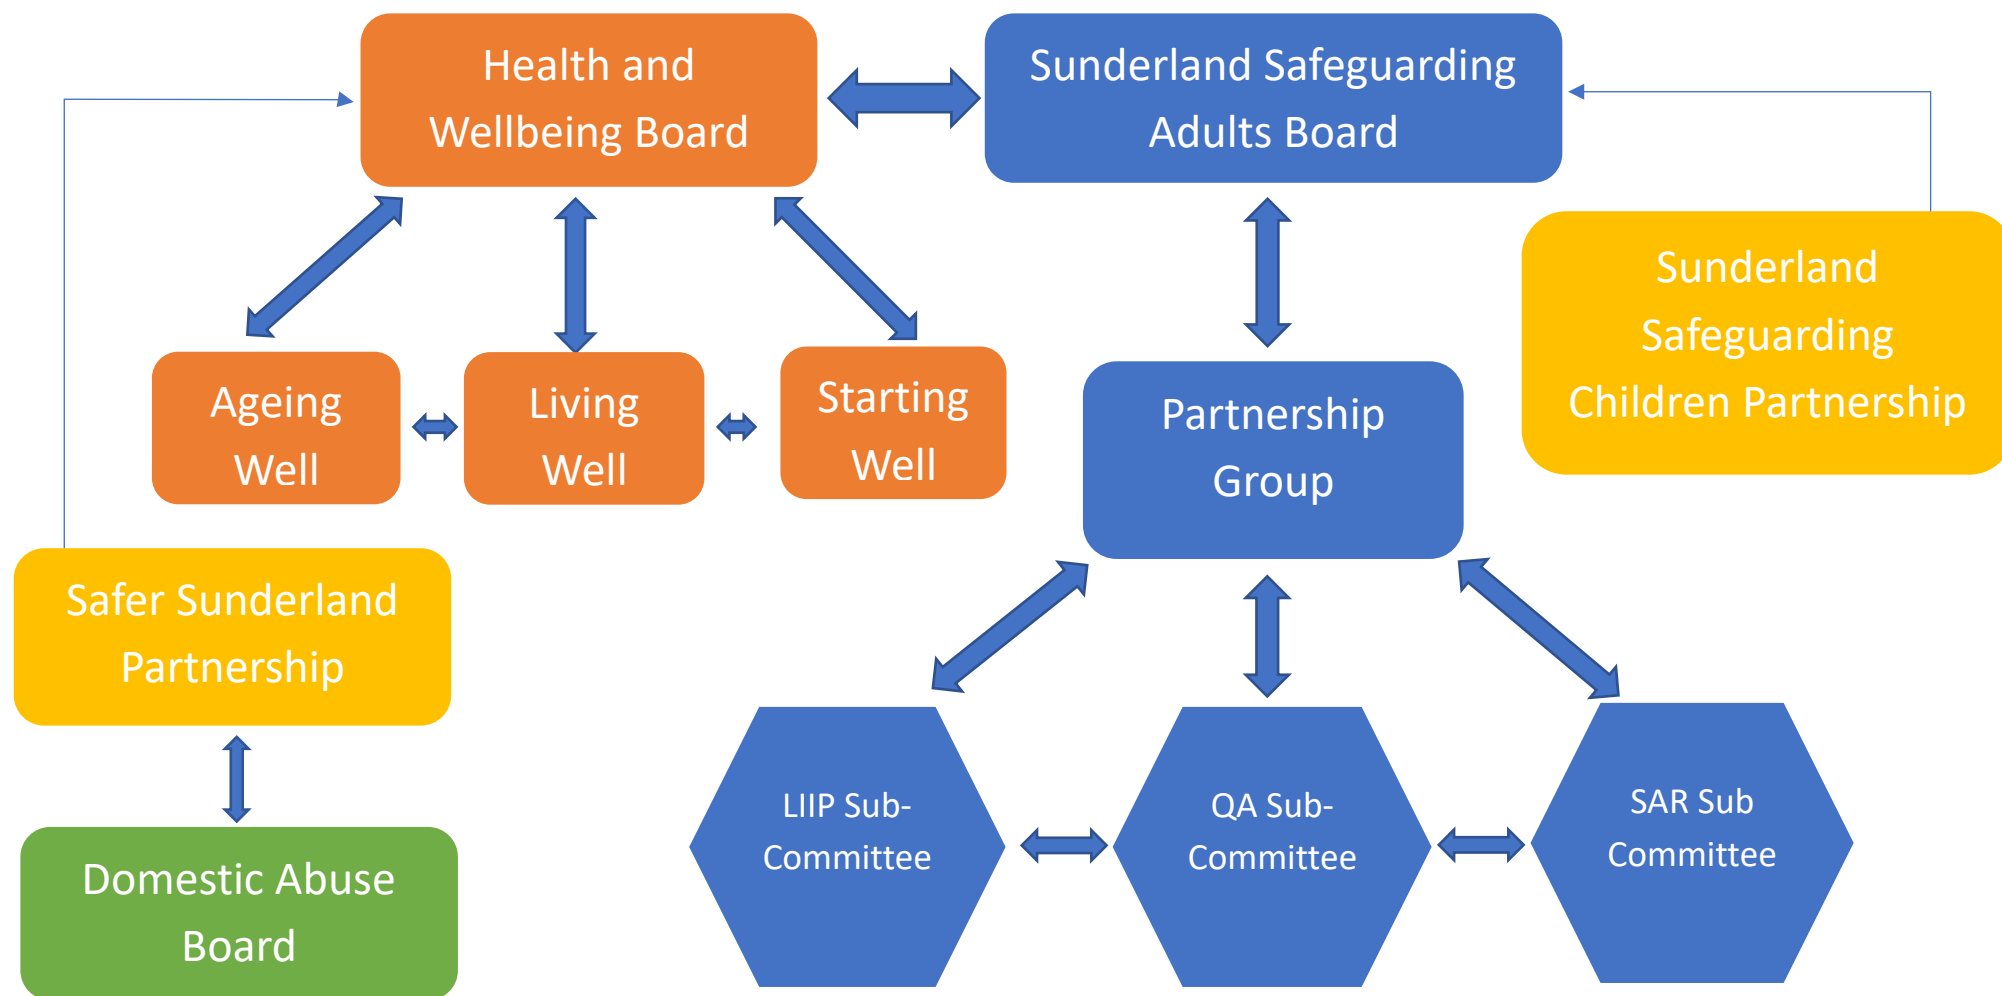 Health and
Wellbeing Board
Sunderland Safeguarding
Adults Board
Sunderland
Safeguarding
Children Partnership
Ageing
Well
Living
Well
Starting
Well
Partnership
Group
Safer Sunderland
Partnership
Domestic Abuse
Board
LIIP Sub-
Committee
QA Sub-
Committee
SAR Sub
Committee